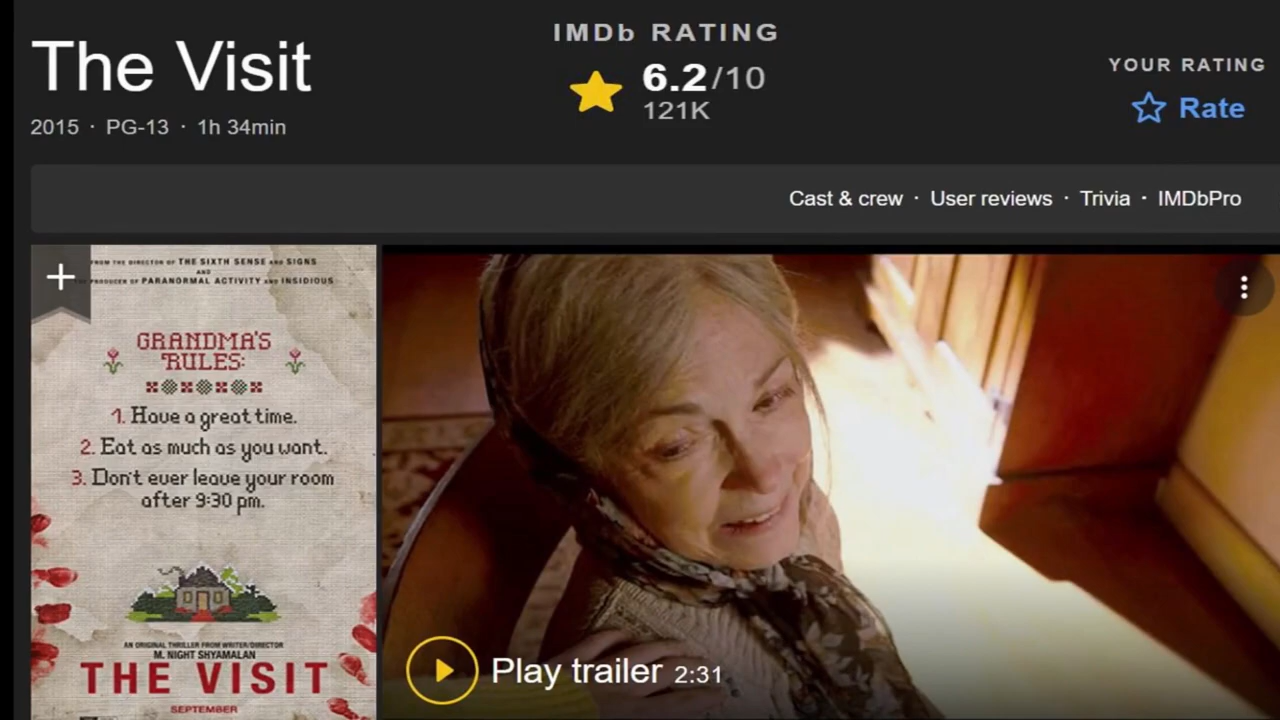 The Visit
2015 · PG-13 · 1h 34min
IMDb RATING
6.2/10
121K
YOUR RATING
Rate
Cast & crew · User reviews · Trivia · IMDbPro
FROM THE DIRECTOR OF THE SIXTH SENSE AND SIGNS
AND
PRODUCER OF PARANORMAL ACTIVITY AND INSIDIOUS
GRANDMA'S
RULES:
1. Have a great time.
2. Eat as much as you want.
3. Don't ever leave your room
after 9:30 pm.
AN ORIGINAL THRILLER FROM WRITER/DIRECTOR
M. NIGHT SHYAMALAN
THE VISIT
SEPTEMBER
Play trailer 2:31